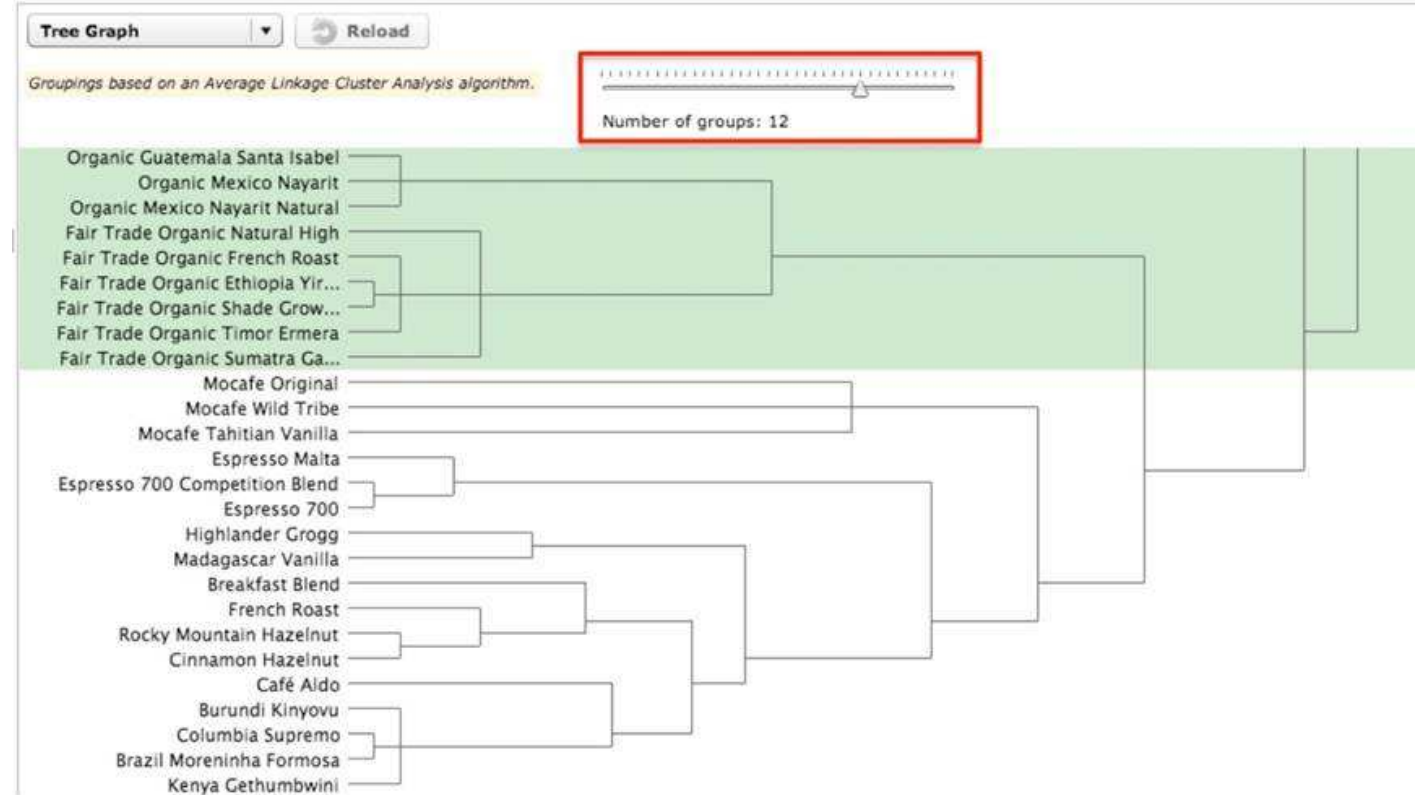 Tree Graph
Reload
Groupings based on an Average Linkage Cluster Analysis algorithm.
Number of groups: 12
Organic Guatemala Santa Isabel
Organic Mexico Nayarit
Organic Mexico Nayarit Natural
Fair Trade Organic Natural High
Fair Trade Organic French Roast
Fair Trade Organic Ethiopia Yir...
Fair Trade Organic Shade Grow...
Fair Trade Organic Timor Ermera
Fair Trade Organic Sumatra Ga...
Mocafe Original
Mocafe Wild Tribe
Mocafe Tahitian Vanilla
Espresso Malta
Espresso 700 Competition Blend
Espresso 700
Highlander Grogg
Madagascar Vanilla
Breakfast Blend
French Roast
Rocky Mountain Hazelnut
Cinnamon Hazelnut
Café Aldo
Burundi Kinyovu
Columbia Supremo
Brazil Moreninha Formosa
Kenya Gethumbwini